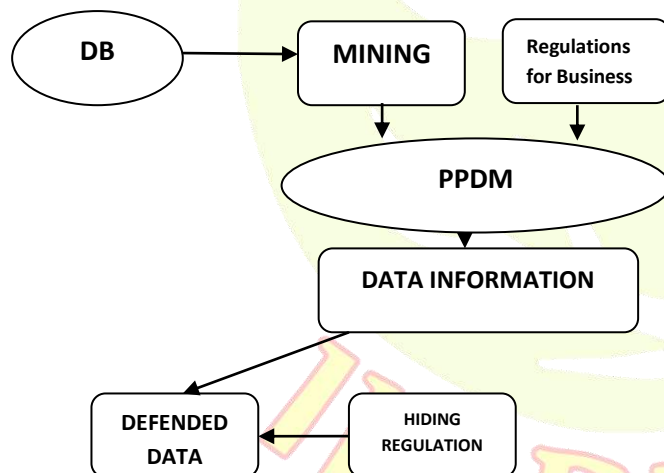 DB
MINING
Regulations
for Business
PPDM
DATA INFORMATION
DEFENDED
DATA
HIDING
REGULATION